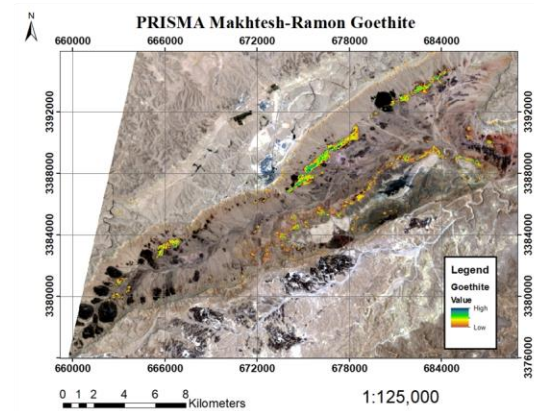 PRISMA Makhtesh-Ramon Goethite
N
660000 666000 672000 678000 684000
3392000 3392000
3388000 3388000
3384000 3384000
3380000 3380000
3376000
Legend
Goethite
Value
High
Low
660000 666000 672000 678000 684000
0 1 2 4 6 8
Kilometers
1:125,000